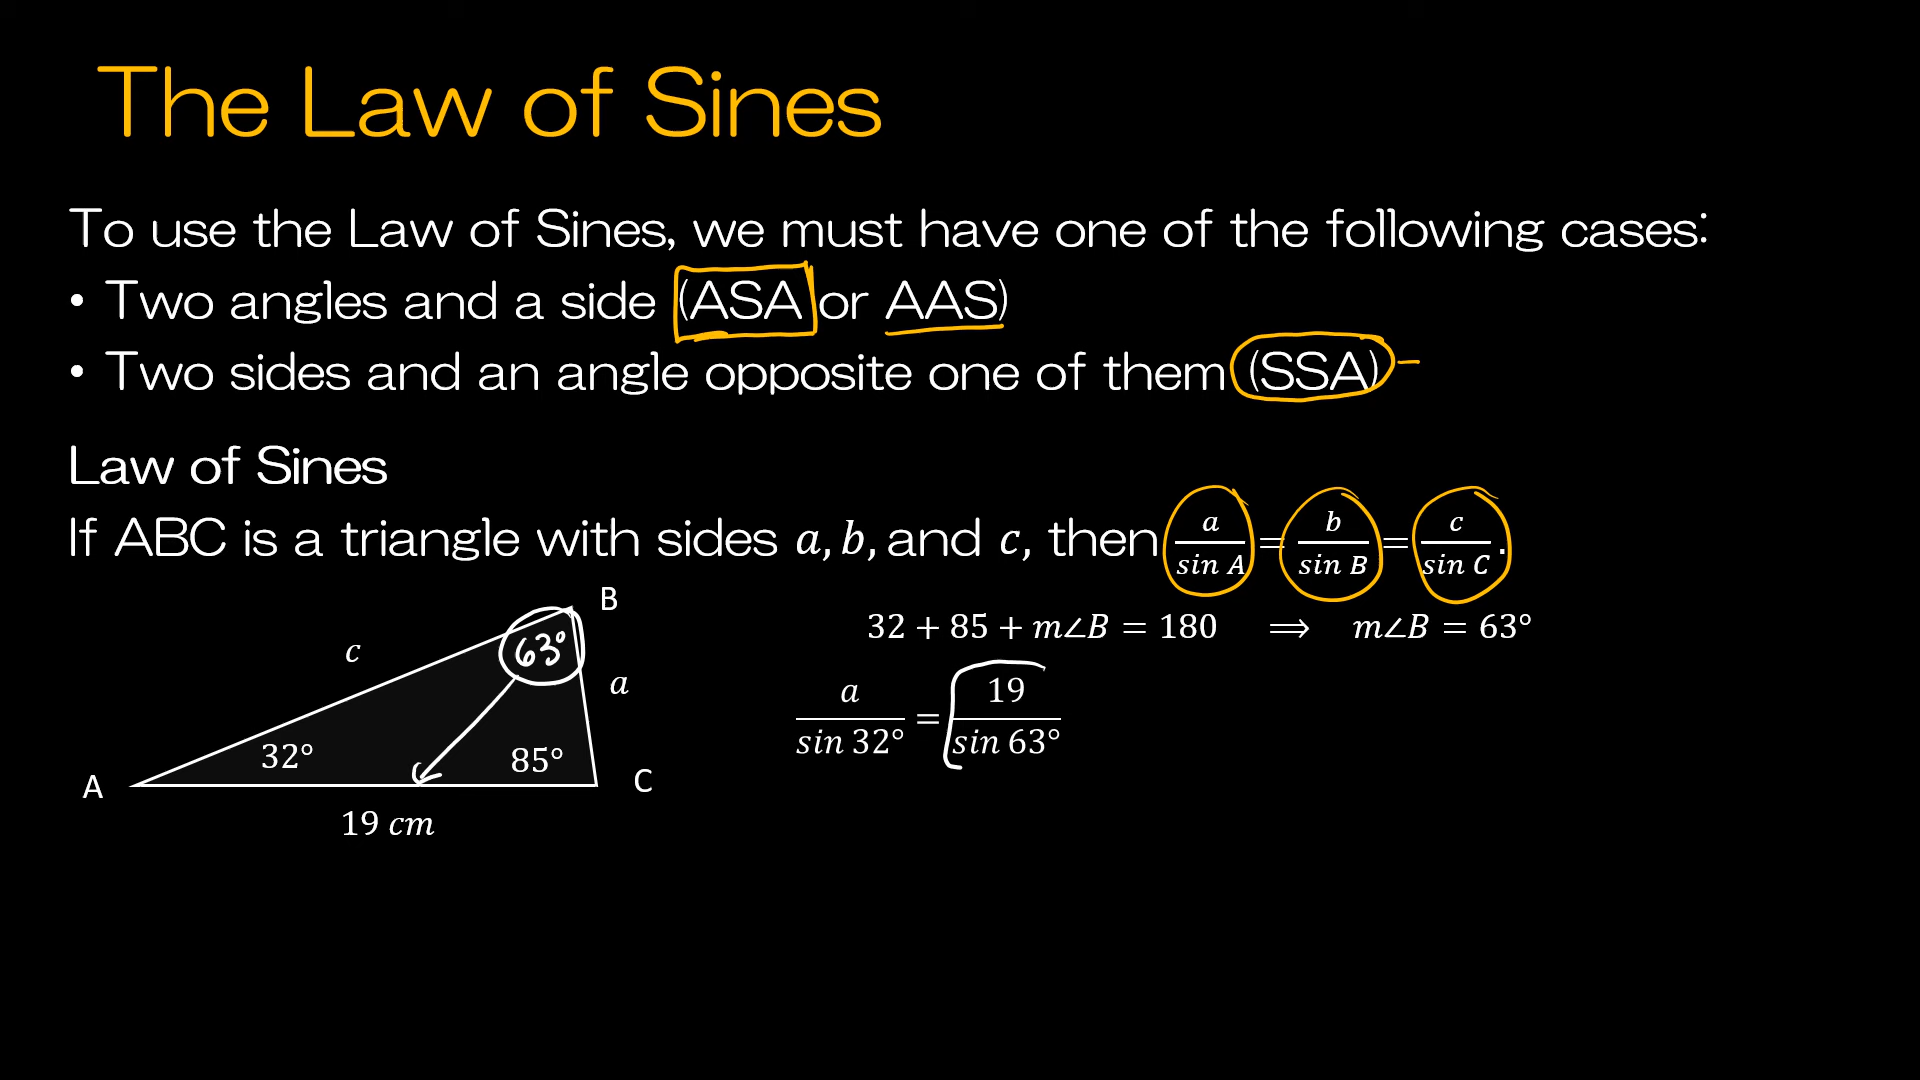 The Law of Sines
To use the Law of Sines, we must have one of the following cases:
• Two angles and a side (ASA or AAS)
• Two sides and an angle opposite one of them (SSA)
Law of Sines
If ABC is a triangle with sides a, b, and c, then a/sin A = b/sin B = c/sin C.
B
32 + 85 + m∠B = 180 ⟹ m∠B = 63°
c
63°
a
a/sin 32° = 19/sin 63°
32°
85°
A
C
19 cm